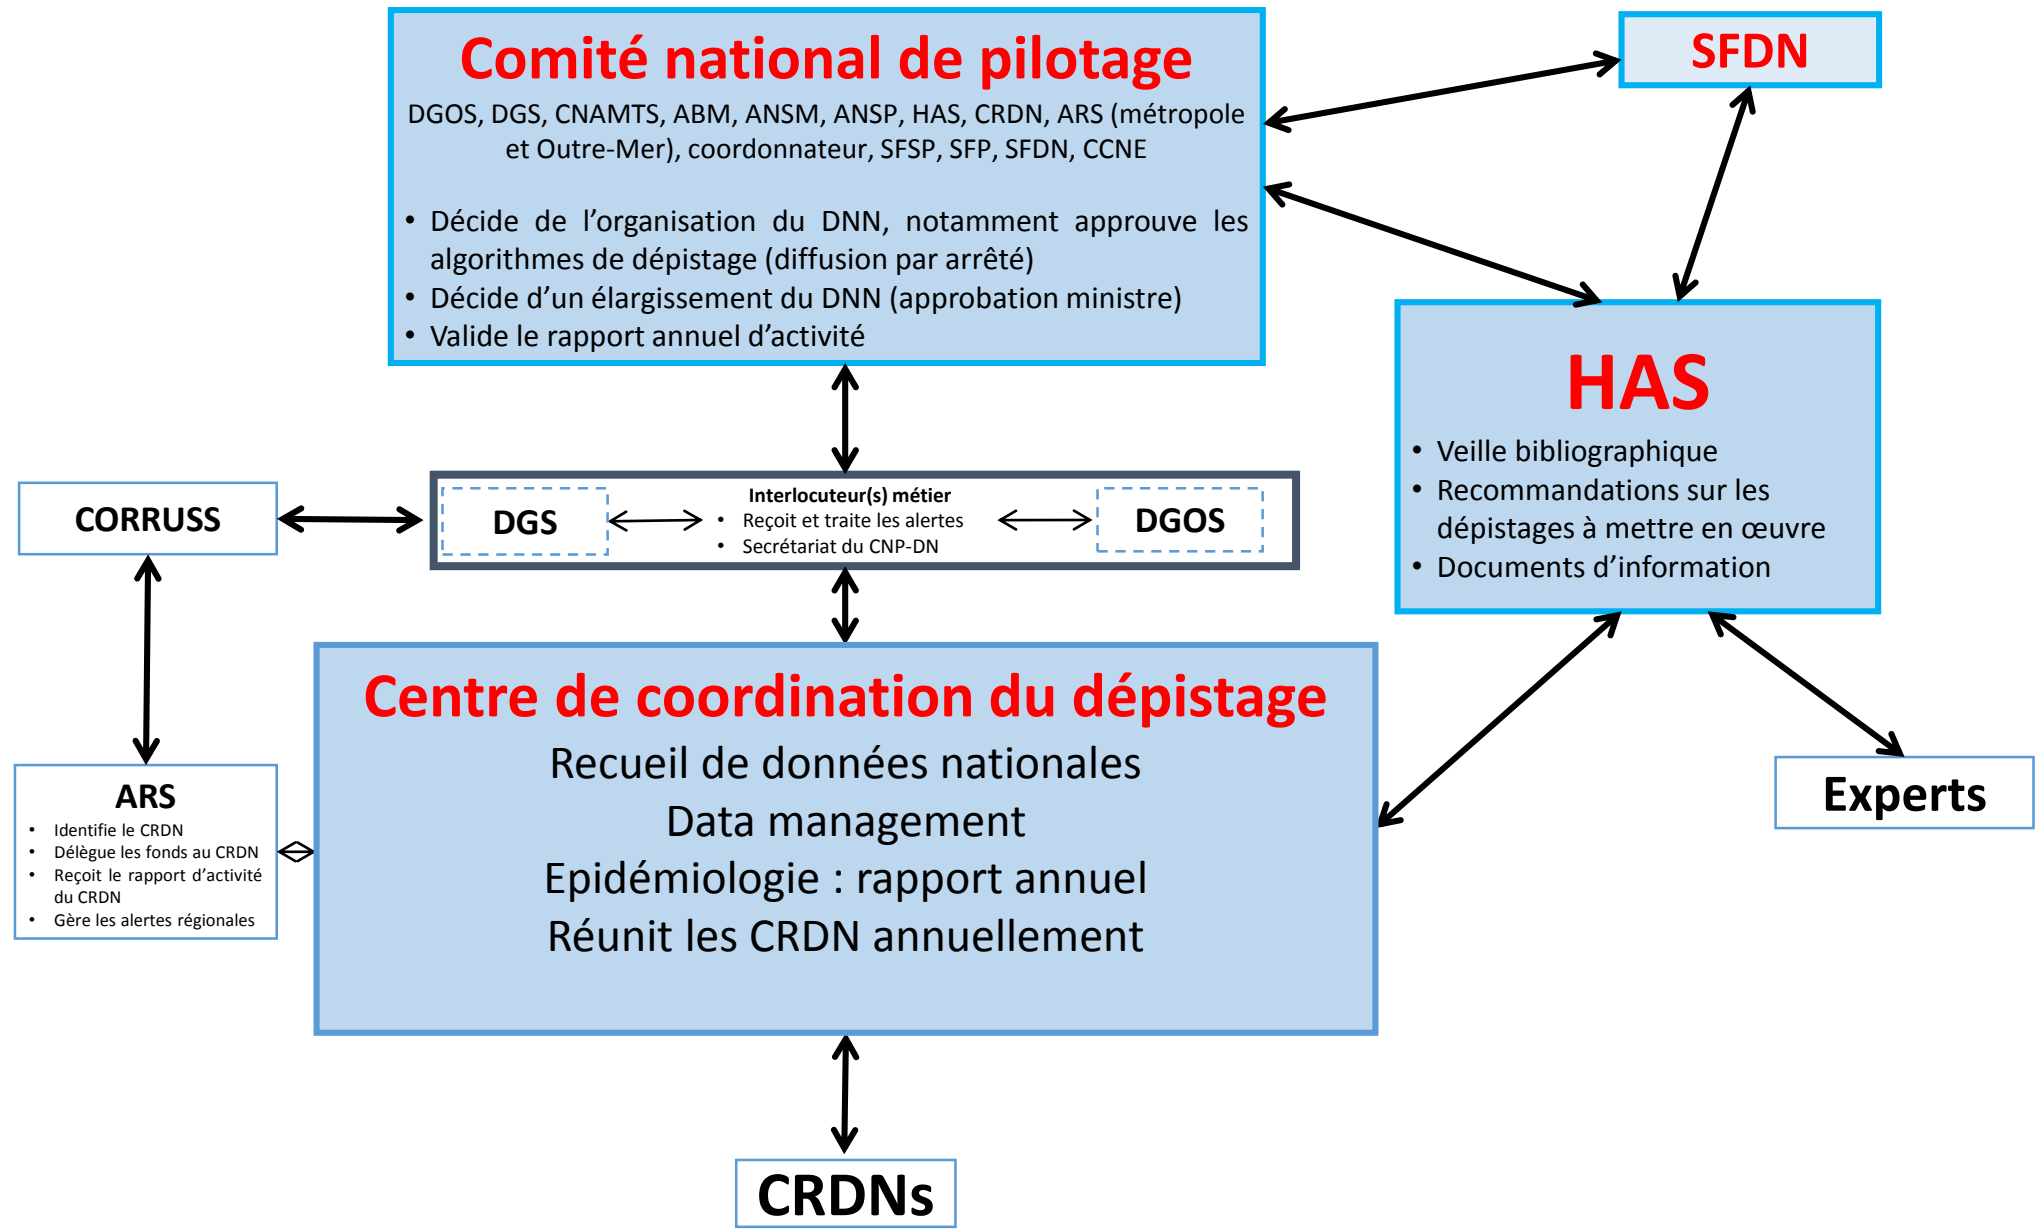 Comité national de pilotage
DGOS, DGS, CNAMTS, ABM, ANSM, ANSP, HAS, CRDN, ARS (métropole
et Outre-Mer), coordonnateur, SFSP, SFP, SFDN, CCNE
• Décide de l’organisation du DNN, notamment approuve les
algorithmes de dépistage (diffusion par arrêté)
• Décide d’un élargissement du DNN (approbation ministre)
• Valide le rapport annuel d’activité
SFDN
HAS
• Veille bibliographique
• Recommandations sur les
dépistages à mettre en œuvre
• Documents d’information
CORRUSS
DGS
Interlocuteur(s) métier
• Reçoit et traite les alertes
• Secrétariat du CNP-DN
DGOS
Centre de coordination du dépistage
Recueil de données nationales
Data management
Epidémiologie : rapport annuel
Réunit les CRDN annuellement
ARS
• Identifie le CRDN
• Délègue les fonds au CRDN
• Reçoit le rapport d’activité
du CRDN
• Gère les alertes régionales
Experts
CRDNs